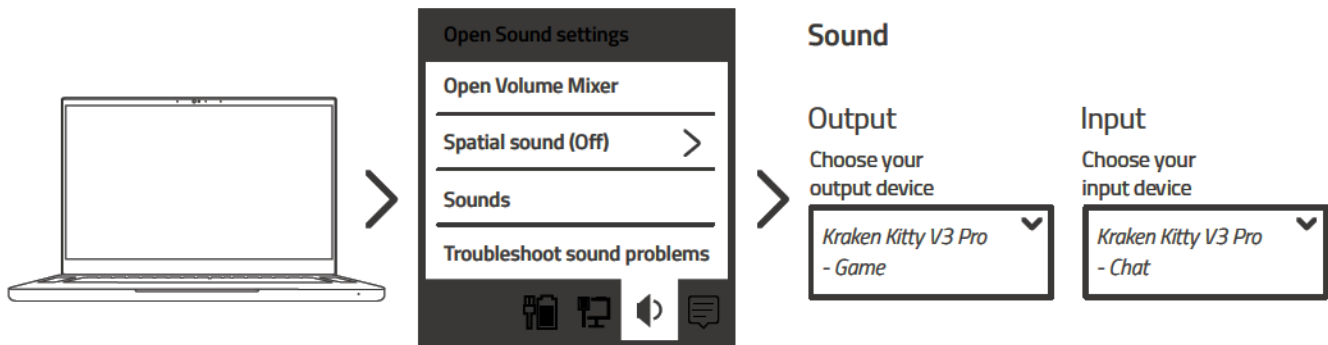 Open Sound settings
Open Volume Mixer
Spatial sound (Off)
Sounds
Troubleshoot sound problems
Sound
Output
Choose your
output device
Kraken Kitty V3 Pro
- Game
Input
Choose your
input device
Kraken Kitty V3 Pro
- Chat